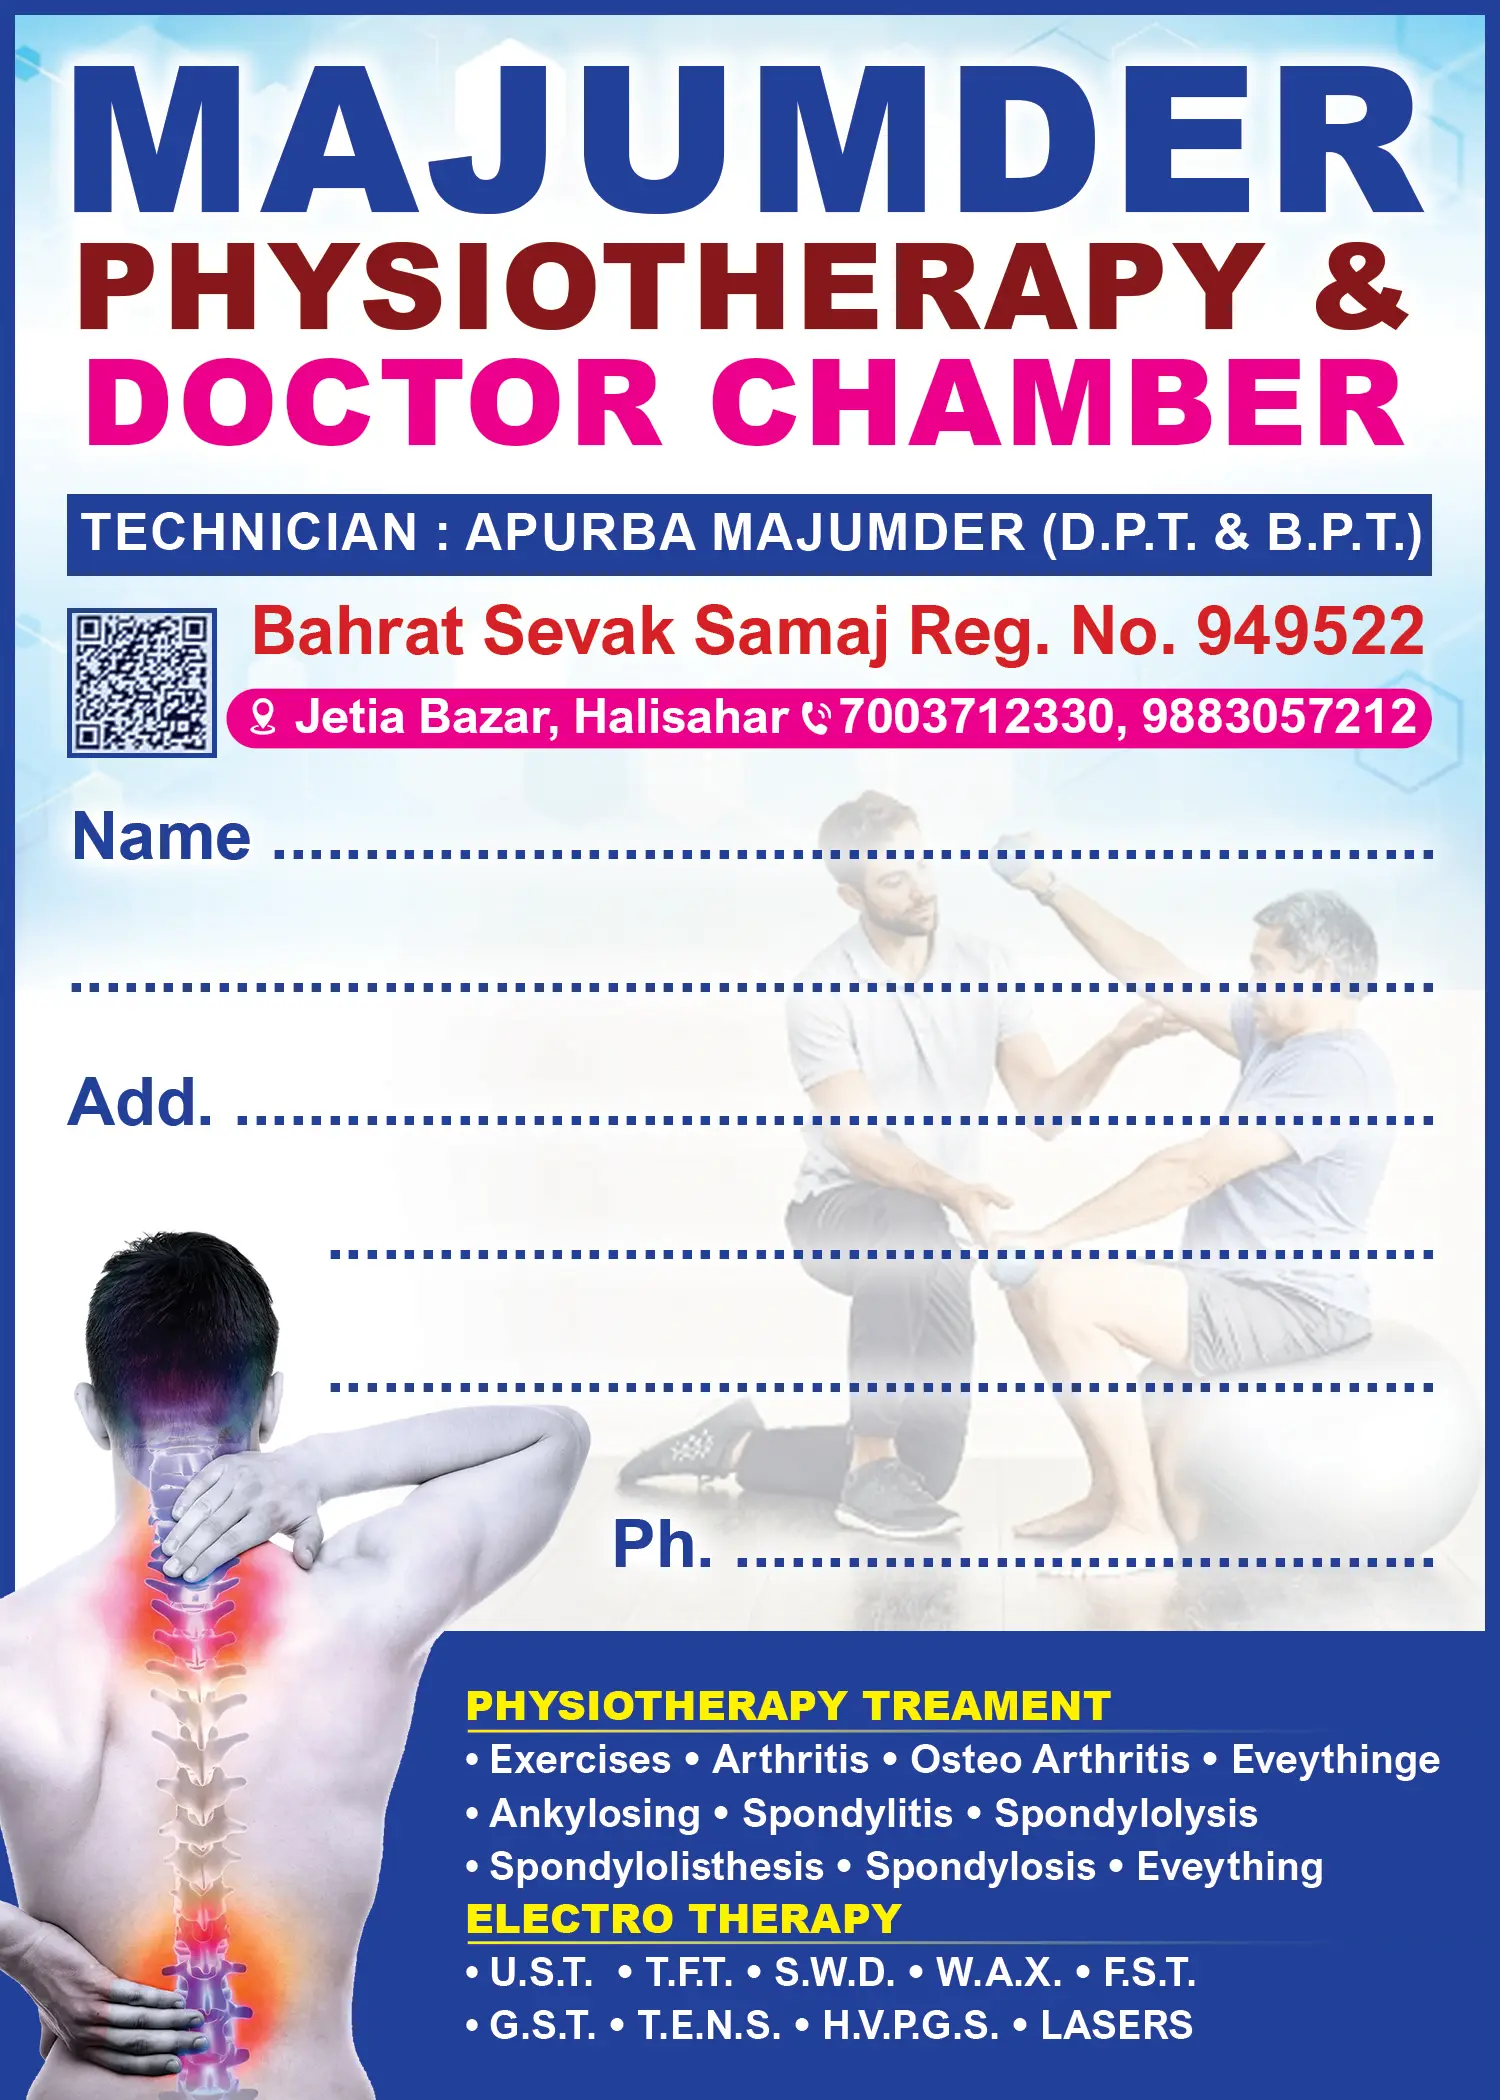 MAJUMDER
PHYSIOTHERAPY &
DOCTOR CHAMBER
TECHNICIAN : APURBA MAJUMDER (D.P.T. & B.P.T.)
Bahrat Sevak Samaj Reg. No. 949522
Jetia Bazar, Halisahar 7003712330, 9883057212
Name
Add.
Ph.
PHYSIOTHERAPY TREAMENT
• Exercises • Arthritis • Osteo Arthritis • Eveythinge
• Ankylosing • Spondylitis • Spondylolysis
• Spondylolisthesis • Spondylosis • Eveything
ELECTRO THERAPY
• U.S.T. • T.F.T. • S.W.D. • W.A.X. • F.S.T.
• G.S.T. • T.E.N.S. • H.V.P.G.S. • LASERS